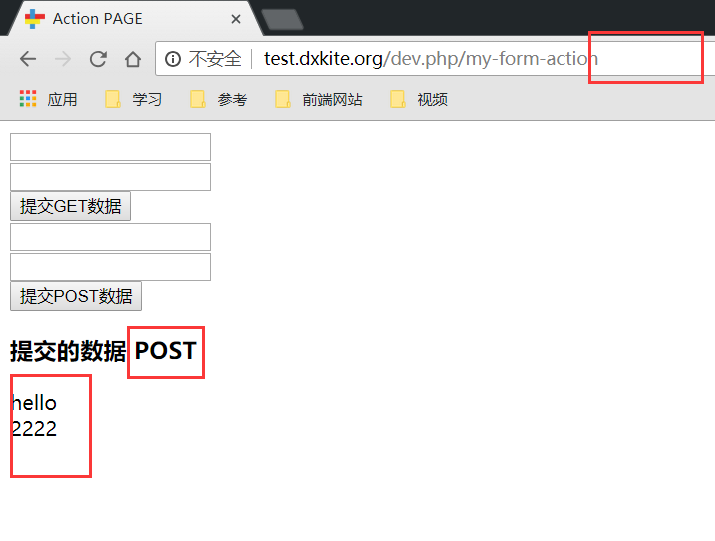 Action PAGE
不安全 test.dxkite.org/dev.php/my-form-action
应用 学习 参考 前端网站 视频
提交GET数据
提交POST数据
提交的数据 POST
hello
2222